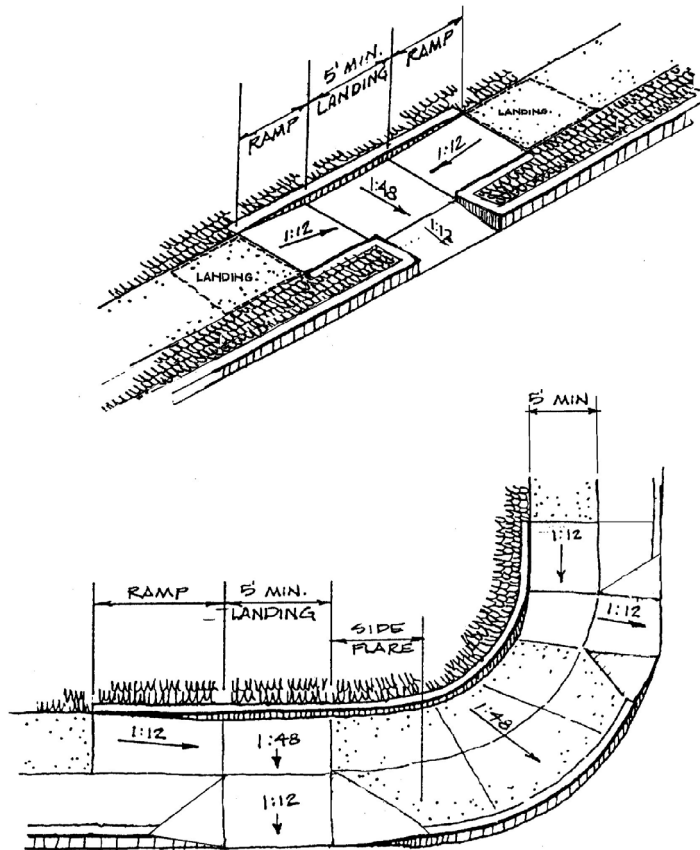 RAMP
5' MIN.
LANDING
RAMP
LANDING
1:12
1:48
1:12
1:12
LANDING
5' MIN
1:12
RAMP
5' MIN.
LANDING
1:12
SIDE
FLARE
1:12
1:48
1:48
1:12